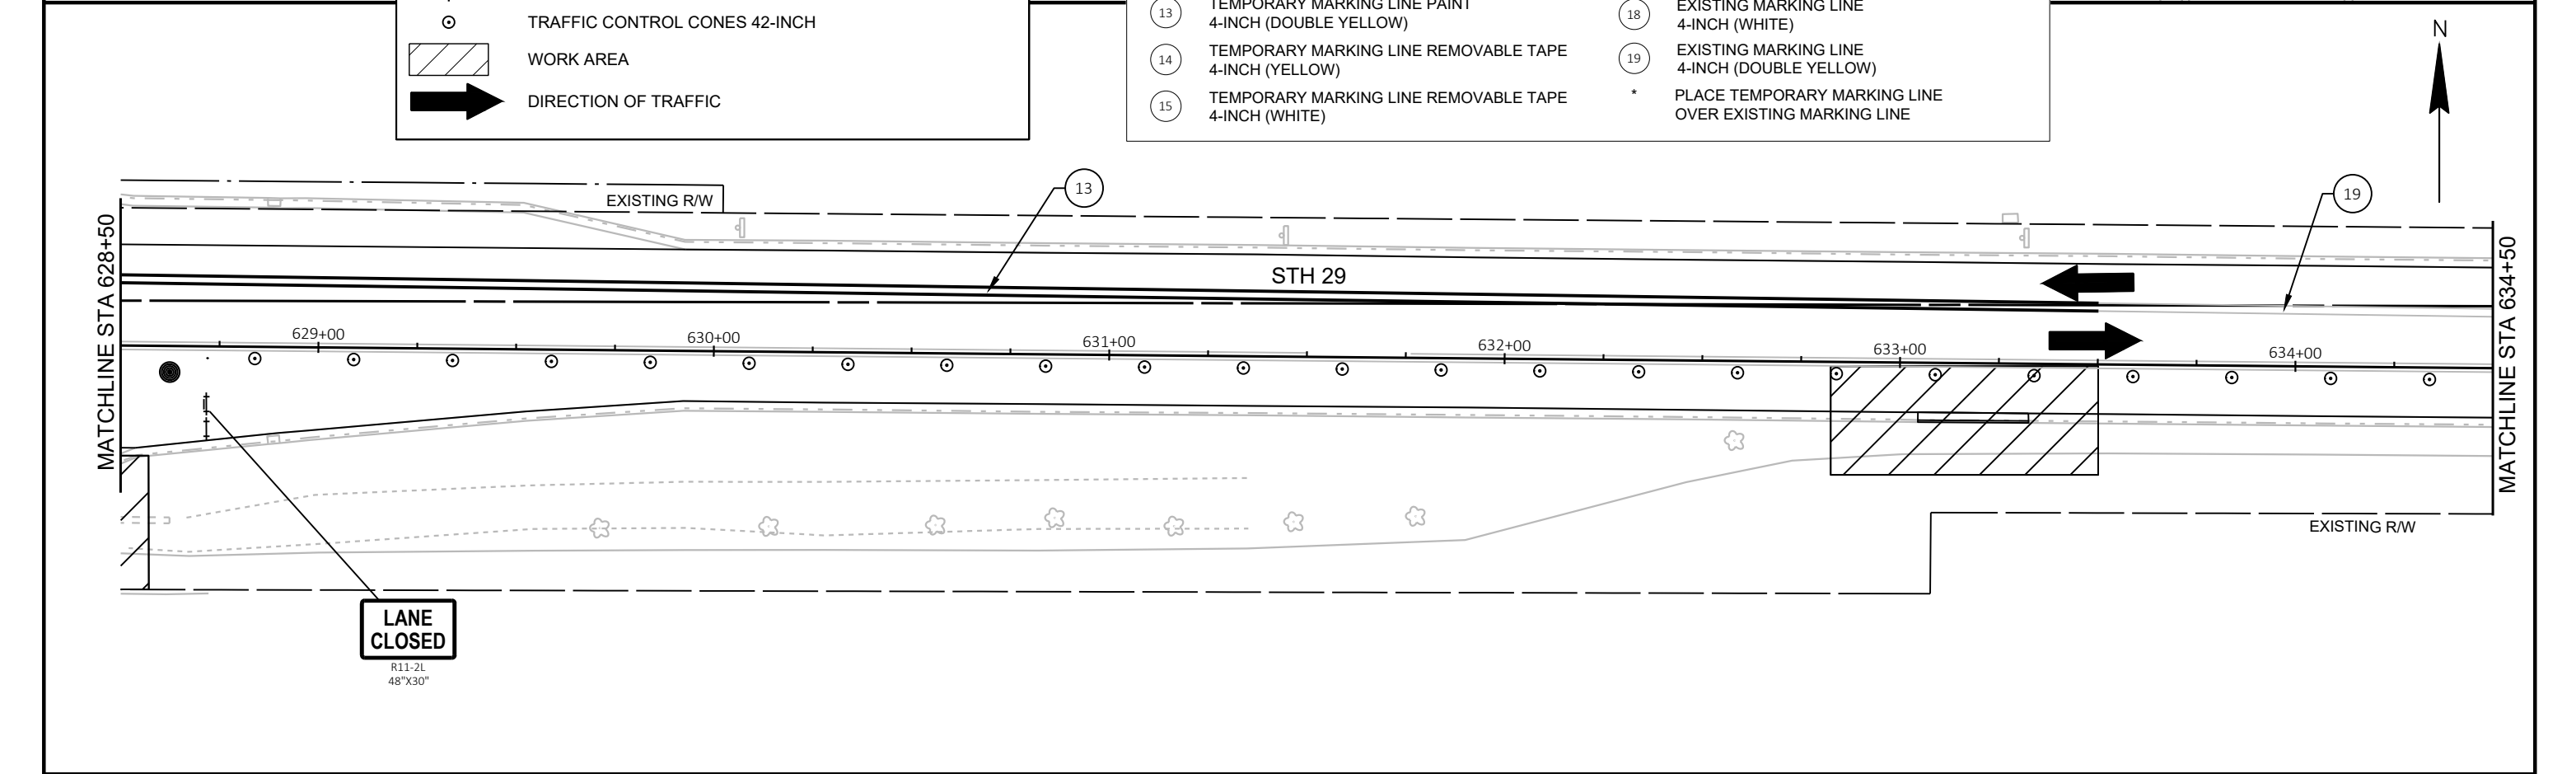 TRAFFIC CONTROL CONES 42-INCH
WORK AREA
DIRECTION OF TRAFFIC
13 TEMPORARY MARKING LINE PAINT
4-INCH (DOUBLE YELLOW)
14 TEMPORARY MARKING LINE REMOVABLE TAPE
4-INCH (YELLOW)
15 TEMPORARY MARKING LINE REMOVABLE TAPE
4-INCH (WHITE)
18 EXISTING MARKING LINE
4-INCH (WHITE)
19 EXISTING MARKING LINE
4-INCH (DOUBLE YELLOW)
* PLACE TEMPORARY MARKING LINE
OVER EXISTING MARKING LINE
N
13
19
EXISTING R/W
MATCHLINE STA 628+50
STH 29
MATCHLINE STA 634+50
629+00
630+00
631+00
632+00
633+00
634+00
EXISTING R/W
LANE
CLOSED
R11-2L
48"X30"